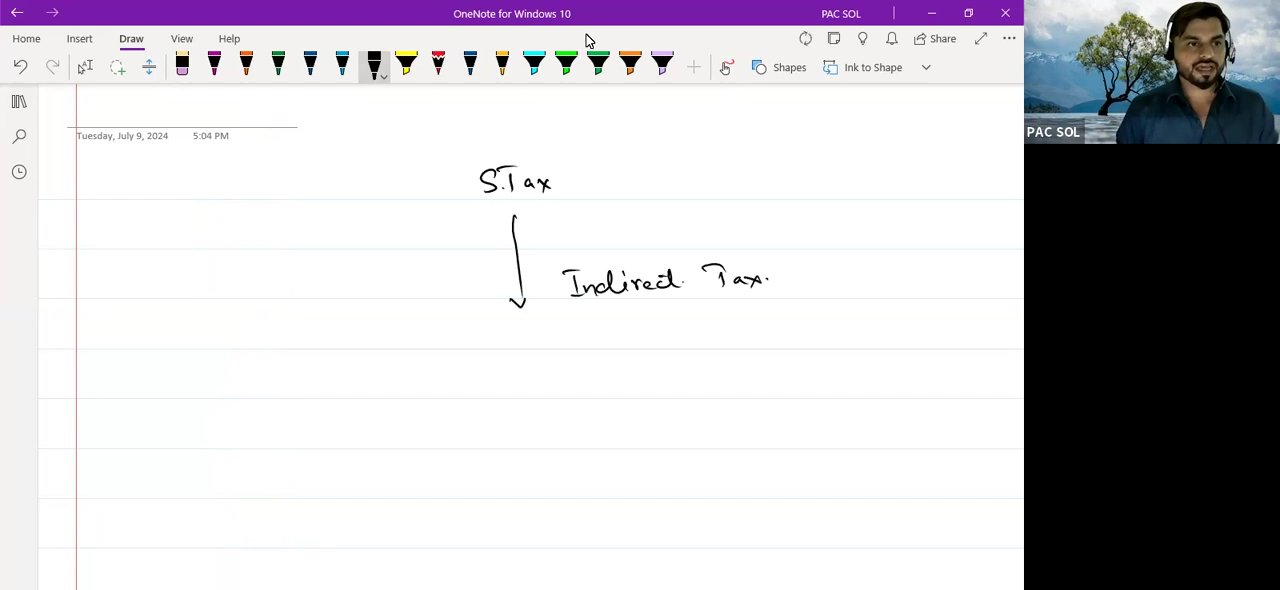 OneNote for Windows 10
PAC SOL
Home Insert Draw View Help
Share
Shapes
Ink to Shape
PAC SOL
Tuesday, July 9, 2024 5:04 PM
S.Tax
Indirect. Tax.